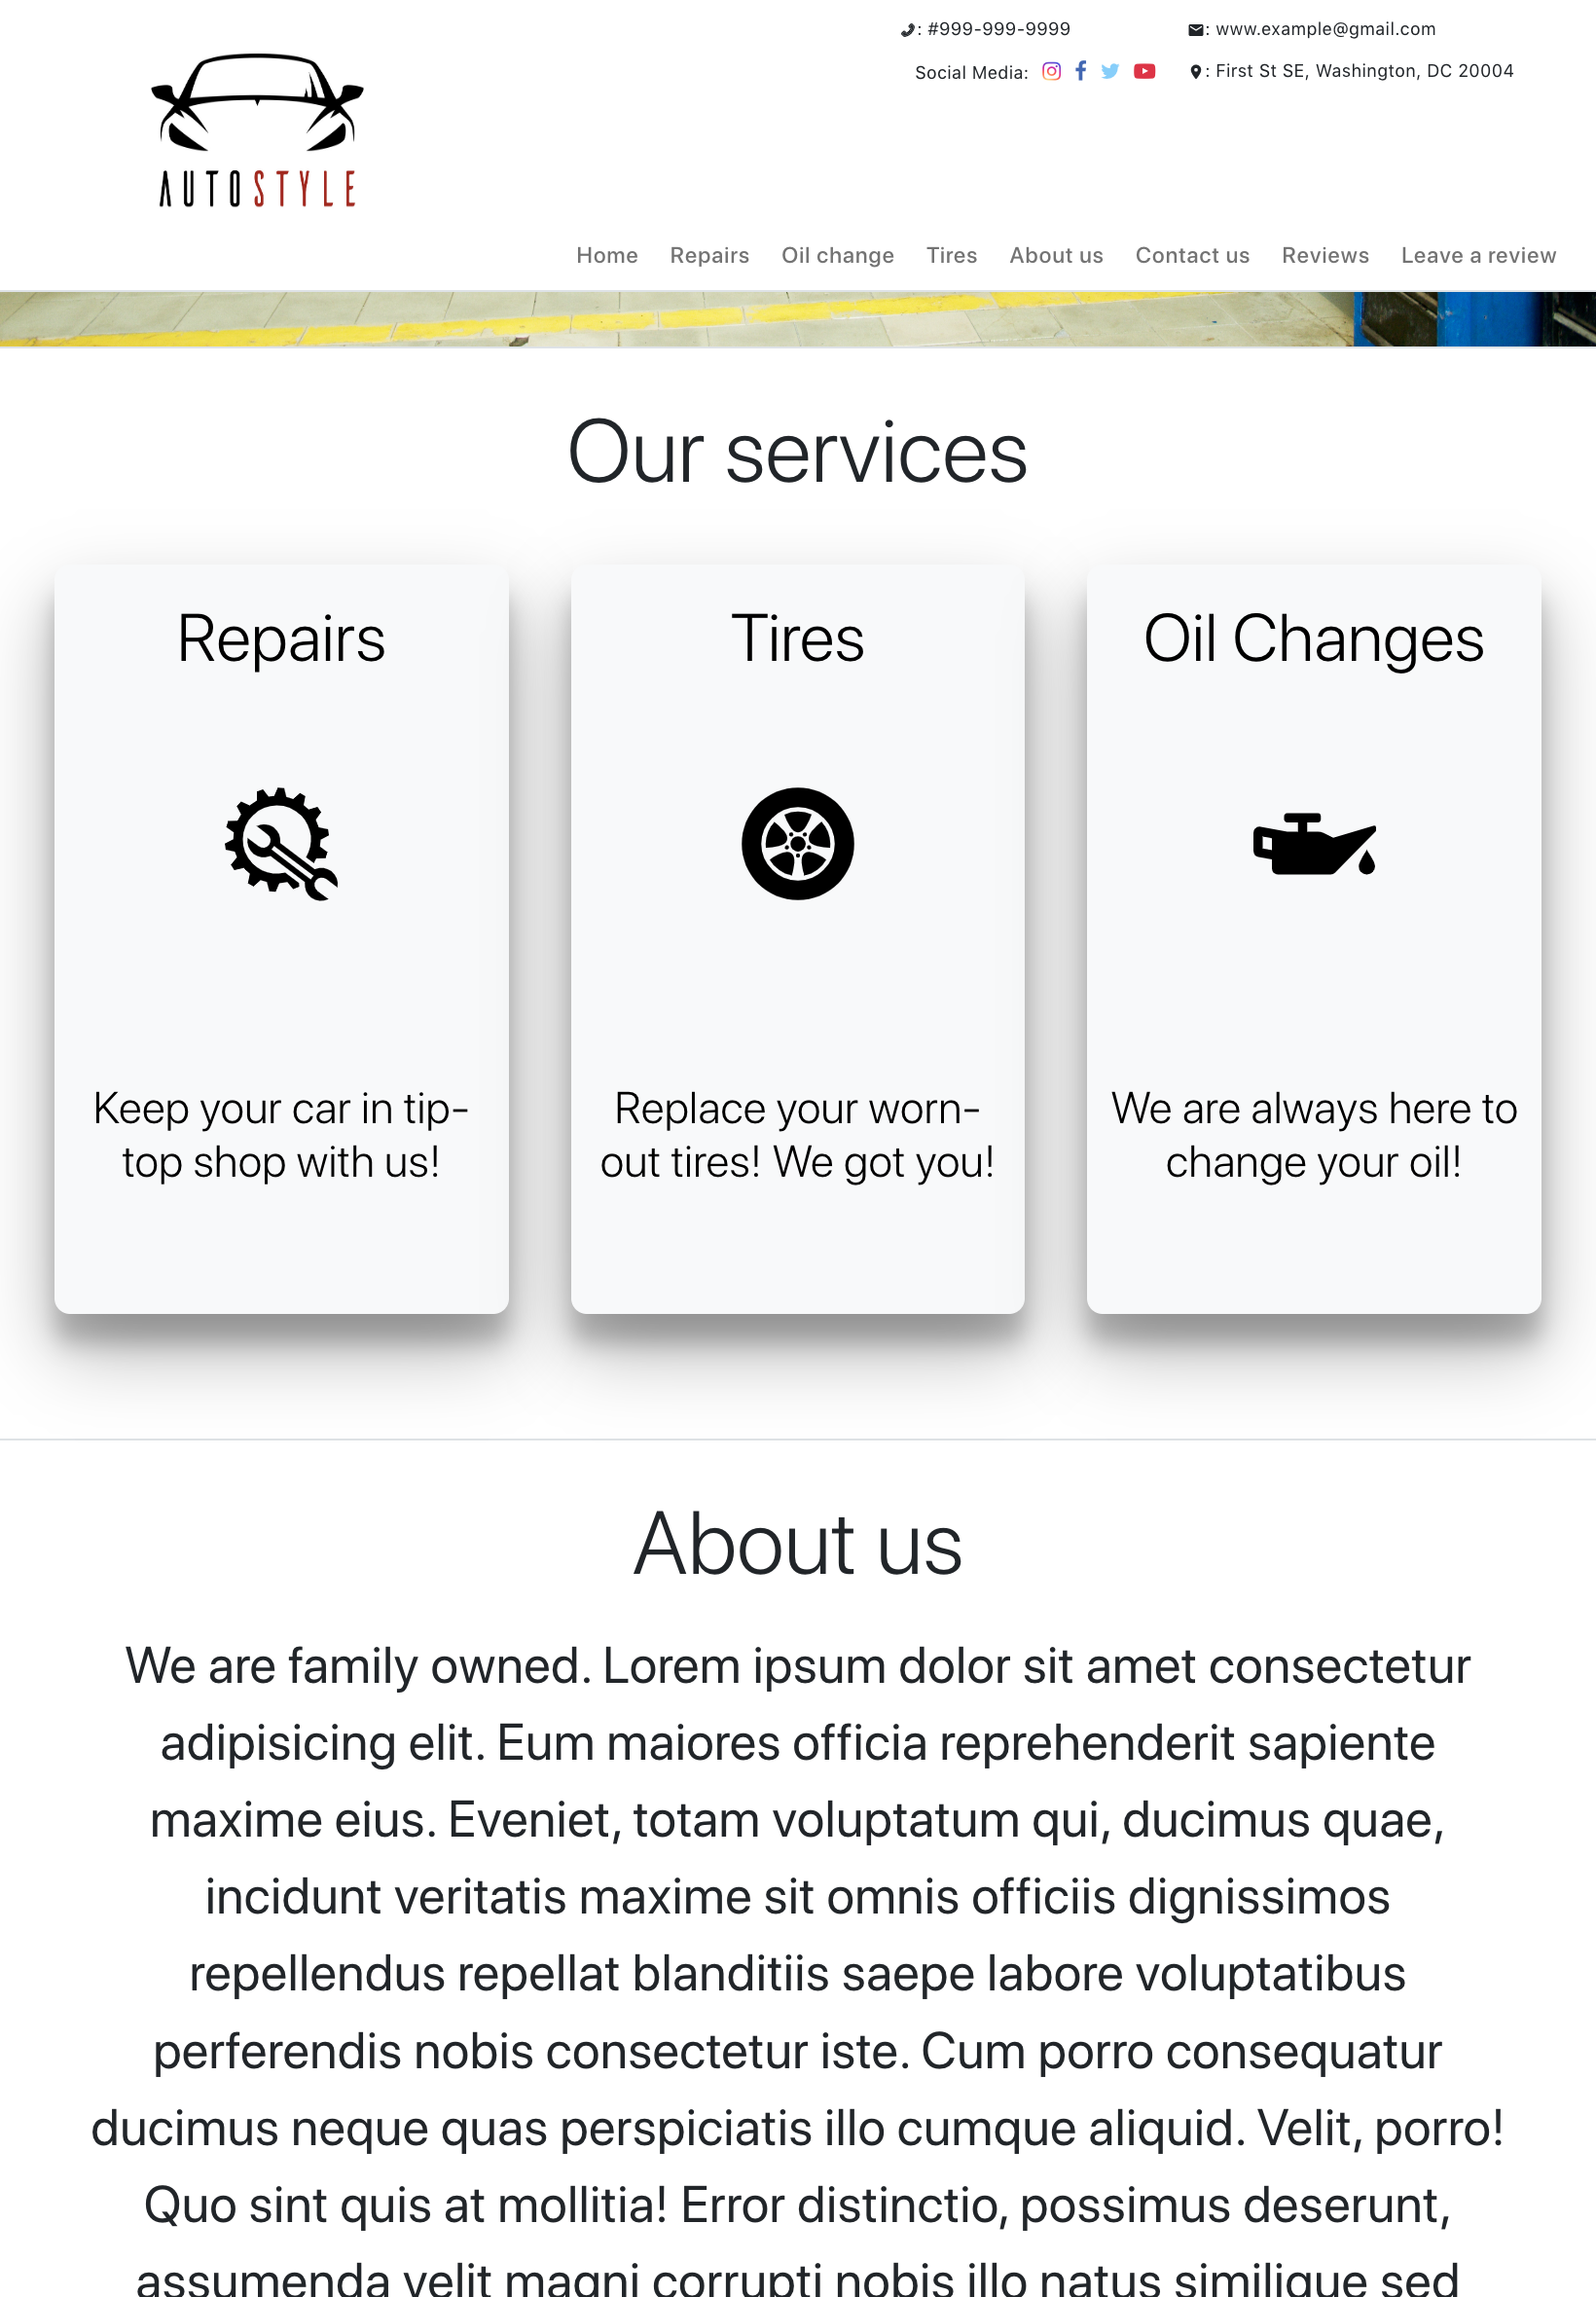 : #999-999-9999
: www.example@gmail.com
Social Media:
: First St SE, Washington, DC 20004
AUTOSTYLE
Home Repairs Oil change Tires About us Contact us Reviews Leave a review
Our services
Repairs
Keep your car in tip-
top shop with us!
Tires
Replace your worn-
out tires! We got you!
Oil Changes
We are always here to
change your oil!
About us
We are family owned. Lorem ipsum dolor sit amet consectetur
adipisicing elit. Eum maiores officia reprehenderit sapiente
maxime eius. Eveniet, totam voluptatum qui, ducimus quae,
incidunt veritatis maxime sit omnis officiis dignissimos
repellendus repellat blanditiis saepe labore voluptatibus
perferendis nobis consectetur iste. Cum porro consequatur
ducimus neque quas perspiciatis illo cumque aliquid. Velit, porro!
Quo sint quis at mollitia! Error distinctio, possimus deserunt,
assumenda velit magni corrupti nobis illo natus similique sed